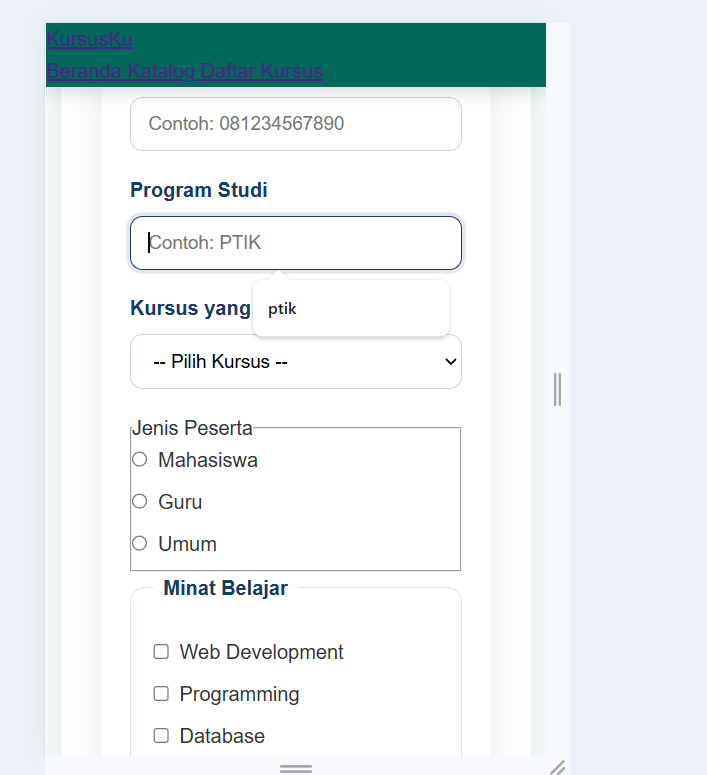 KursusKu
Beranda Katalog Daftar Kursus
Contoh: 081234567890
Program Studi
Contoh: PTIK
ptik
Kursus yang
-- Pilih Kursus --
Jenis Peserta
Mahasiswa
Guru
Umum
Minat Belajar
Web Development
Programming
Database